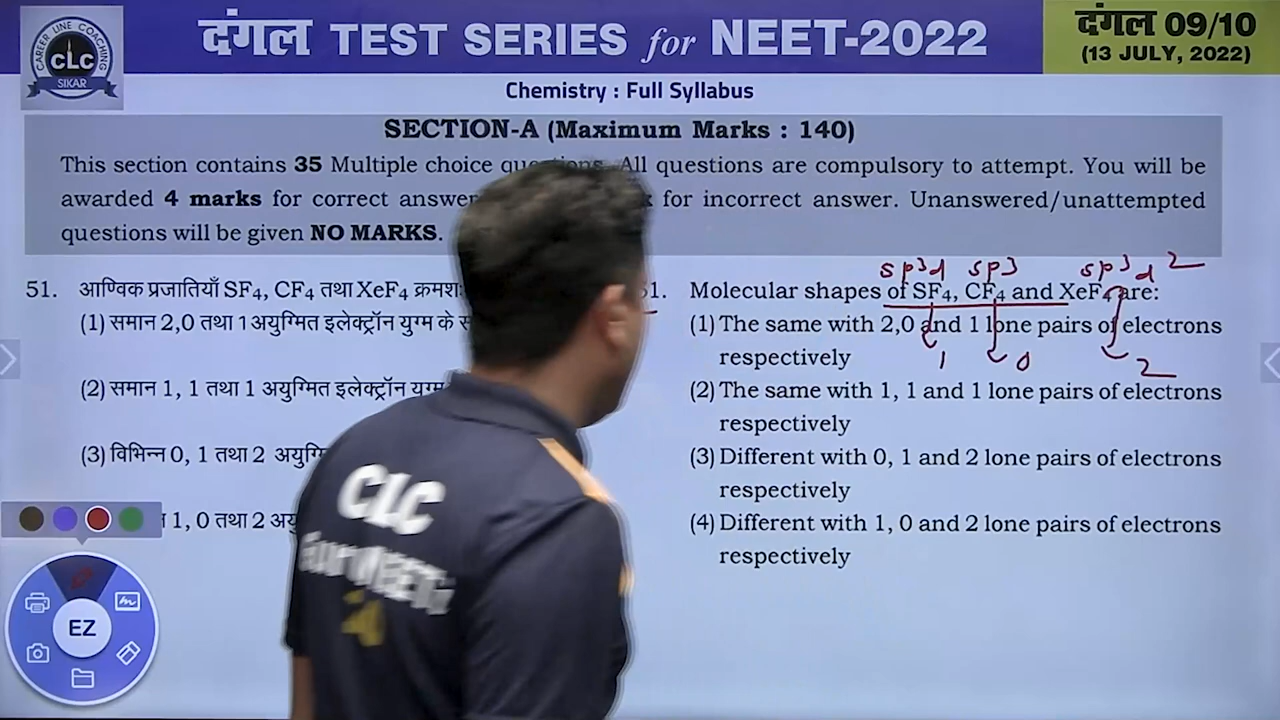 CAREER LINE COACHING
CLC
SIKAR
दंगल TEST SERIES for NEET-2022
दंगल 09/10
(13 JULY, 2022)
Chemistry : Full Syllabus
SECTION-A (Maximum Marks : 140)
This section contains 35 Multiple choice All questions are compulsory to attempt. You will be
awarded 4 marks for correct for incorrect answer. Unanswered/unattempted
questions will be given NO MARKS.
51. आण्विक प्रजातियाँ SF₄, CF₄ तथा XeF₄
(1) समान 2,0 तथा 1 अयुग्मित इलेक्ट्रॉन युग्म के
(2) समान 1, 1 तथा 1 अयुग्मित इलेक्ट्रॉन
(3) विभिन्न 0, 1 तथा 2
1, 0 तथा 2
sp3d sp3 sp3d2
Molecular shapes of SF₄, CF₄ and XeF₄ are:
(1) The same with 2,0 and 1 lone pairs of electrons
respectively
1 0 2
(2) The same with 1, 1 and 1 lone pairs of electrons
respectively
(3) Different with 0, 1 and 2 lone pairs of electrons
respectively
(4) Different with 1, 0 and 2 lone pairs of electrons
respectively
EZ
CLC